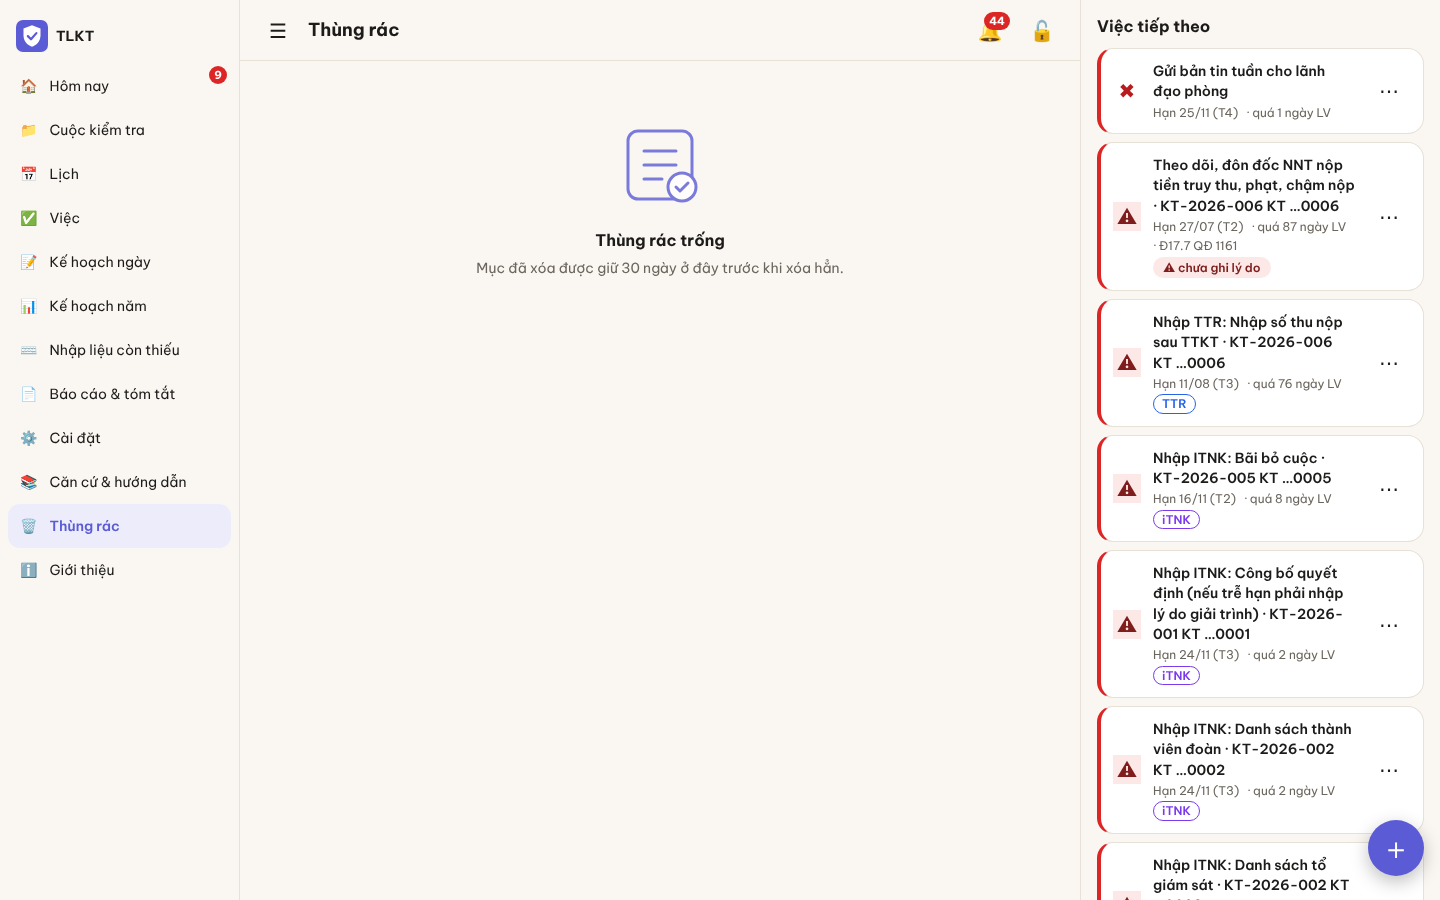 TLKT
Hôm nay
9
Cuộc kiểm tra
Lịch
Việc
Kế hoạch ngày
Kế hoạch năm
Nhập liệu còn thiếu
Báo cáo & tóm tắt
Cài đặt
Căn cứ & hướng dẫn
Thùng rác
Giới thiệu
Thùng rác
44
Thùng rác trống
Mục đã xóa được giữ 30 ngày ở đây trước khi xóa hẳn.
Việc tiếp theo
Gửi bản tin tuần cho lãnh
đạo phòng
Hạn 25/11 (T4) · quá 1 ngày LV
Theo dõi, đôn đốc NNT nộp
tiền truy thu, phạt, chậm nộp
· KT-2026-006 KT …0006
Hạn 27/07 (T2) · quá 87 ngày LV
· Đ17.7 QĐ 1161
chưa ghi lý do
Nhập TTR: Nhập số thu nộp
sau TTKT · KT-2026-006
KT …0006
Hạn 11/08 (T3) · quá 76 ngày LV
TTR
Nhập ITNK: Bãi bỏ cuộc ·
KT-2026-005 KT …0005
Hạn 16/11 (T2) · quá 8 ngày LV
iTNK
Nhập ITNK: Công bố quyết
định (nếu trễ hạn phải nhập
lý do giải trình) · KT-2026-
001 KT …0001
Hạn 24/11 (T3) · quá 2 ngày LV
iTNK
Nhập ITNK: Danh sách thành
viên đoàn · KT-2026-002
KT …0002
Hạn 24/11 (T3) · quá 2 ngày LV
iTNK
Nhập ITNK: Danh sách tổ
giám sát · KT-2026-002 KT